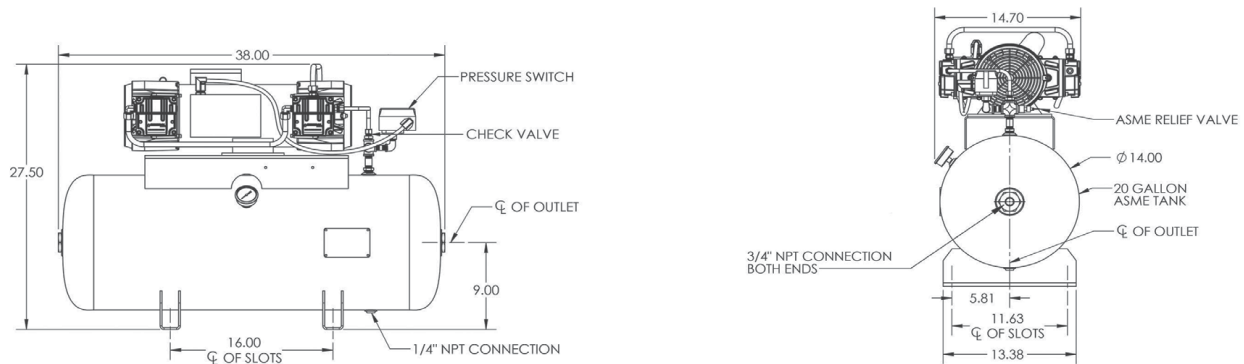 38.00
27.50
PRESSURE SWITCH
CHECK VALVE
℄ OF OUTLET
9.00
16.00
℄ OF SLOTS
1/4" NPT CONNECTION
14.70
ASME RELIEF VALVE
Ø 14.00
20 GALLON
ASME TANK
℄ OF OUTLET
3/4" NPT CONNECTION
BOTH ENDS
5.81
11.63
℄ OF SLOTS
13.38